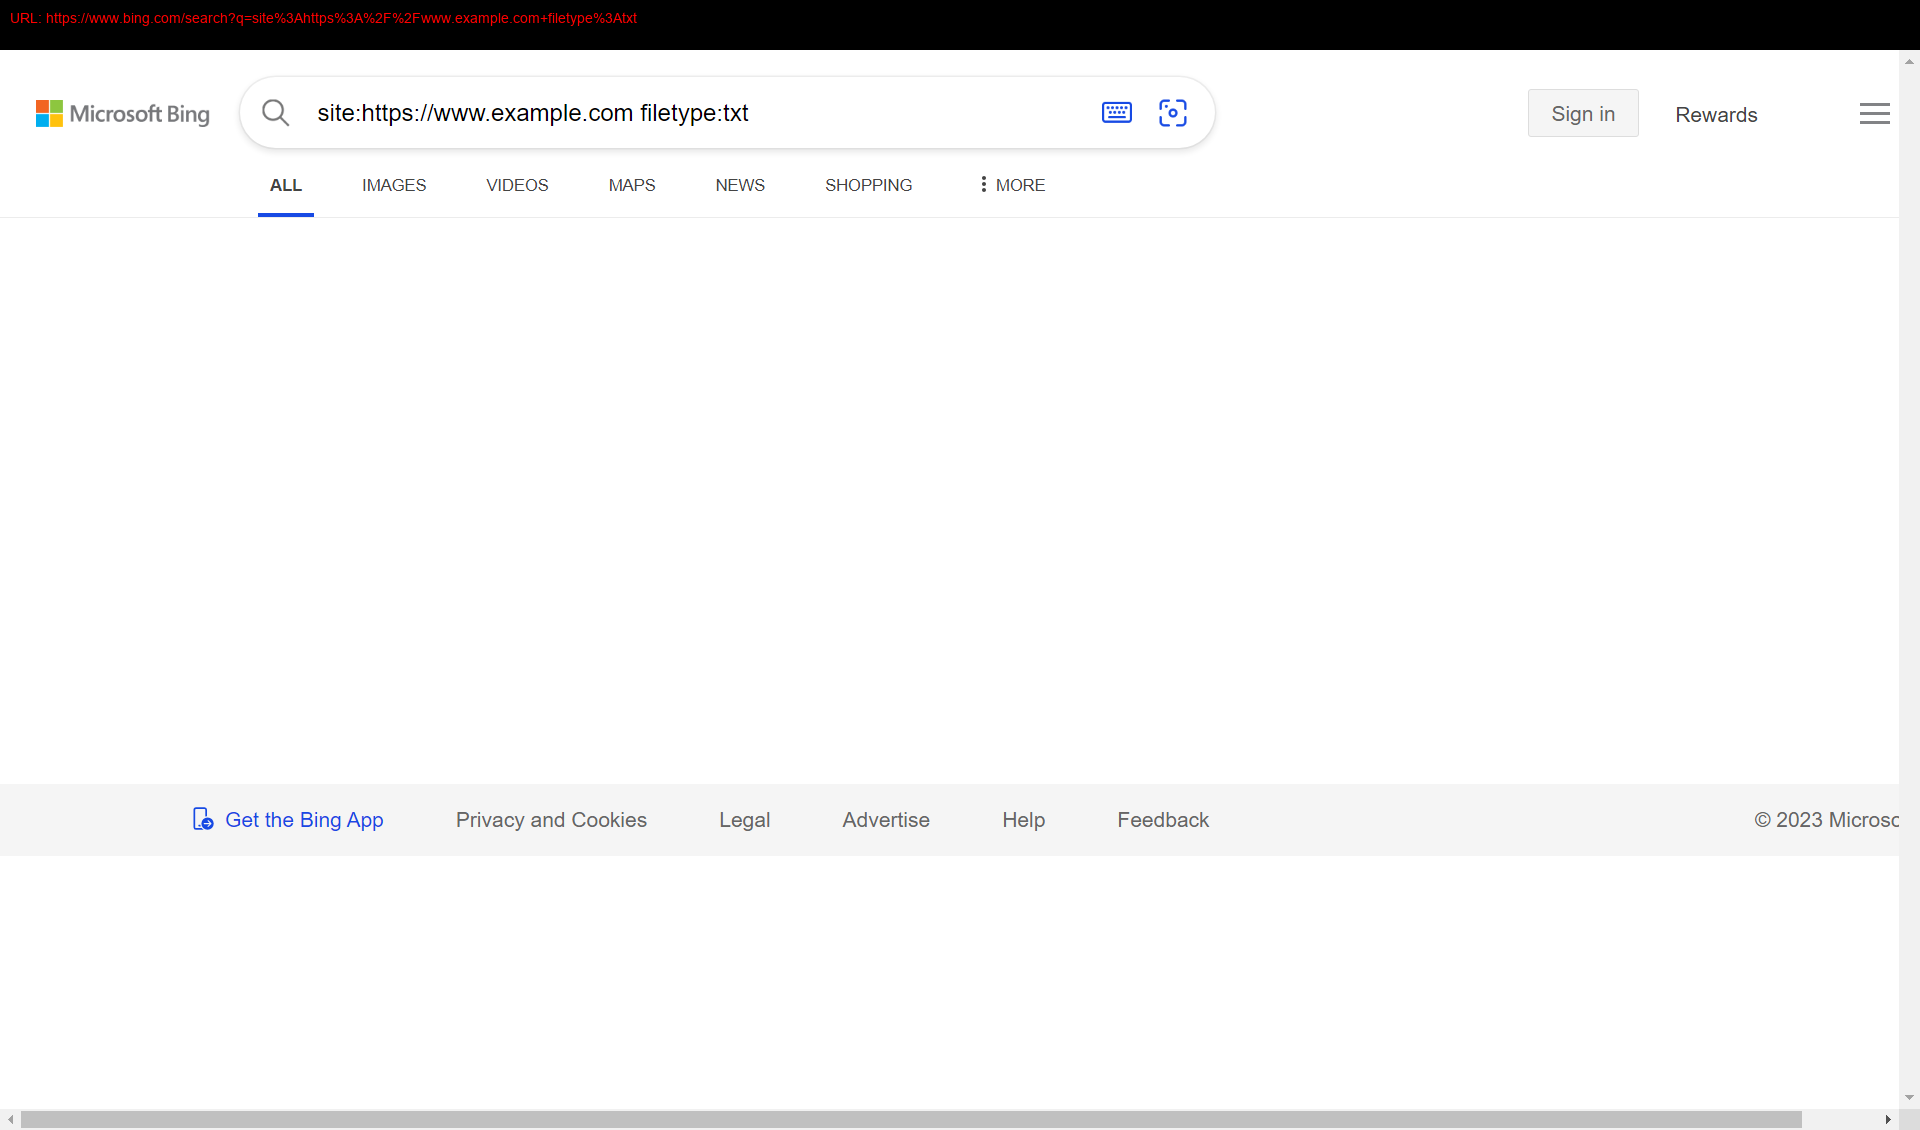 URL: https://www.bing.com/search?q=site%3Ahttps%3A%2F%2Fwww.example.com+filetype%3Atxt
Microsoft Bing
site:https://www.example.com filetype:txt
Sign in
Rewards
ALL
IMAGES
VIDEOS
MAPS
NEWS
SHOPPING
MORE
Get the Bing App
Privacy and Cookies
Legal
Advertise
Help
Feedback
© 2023 Microsc